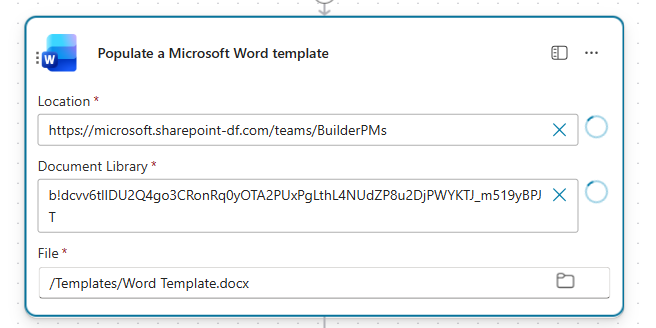 W
Populate a Microsoft Word template
Location *
https://microsoft.sharepoint-df.com/teams/BuilderPMs
Document Library *
b!dcvv6tIlDU2Q4go3CRonRq0yOTA2PUxPgLthL4NUdZP8u2DjPWYKTJ_m519yBPJ
T
File *
/Templates/Word Template.docx